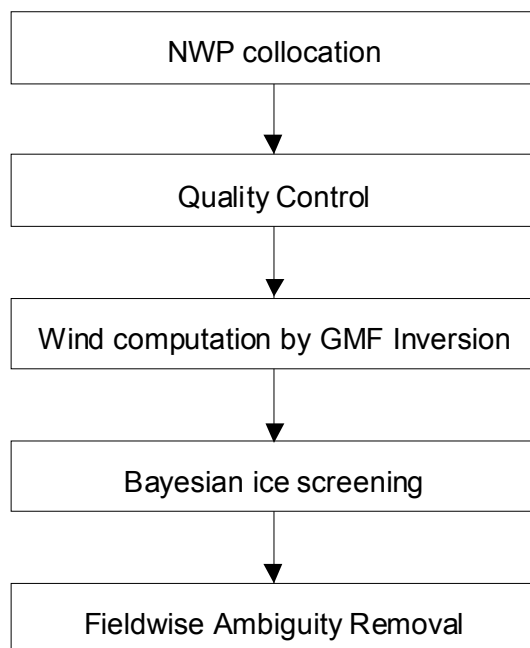 NWP collocation
Quality Control
Wind computation by GMF Inversion
Bayesian ice screening
Fieldwise Ambiguity Removal